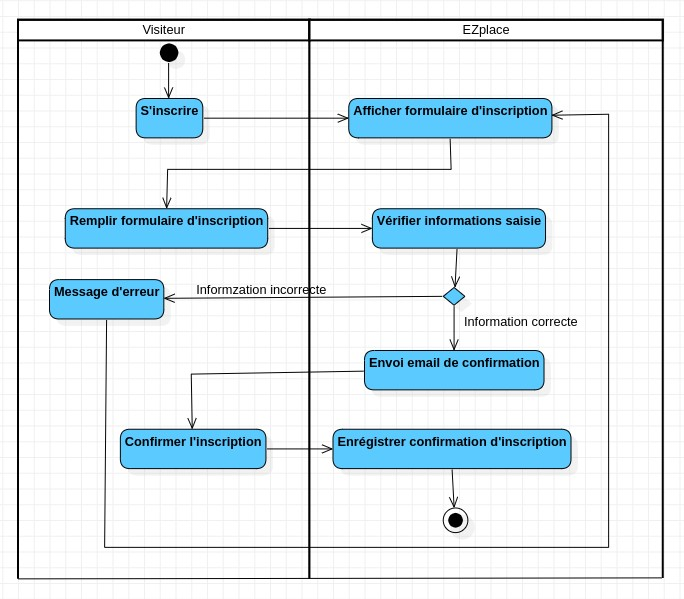 Visiteur
EZplace
S'inscrire
Afficher formulaire d'inscription
Remplir formulaire d'inscription
Vérifier informations saisie
Message d'erreur
Informzation incorrecte
Information correcte
Envoi email de confirmation
Confirmer l'inscription
Enrégistrer confirmation d'inscription